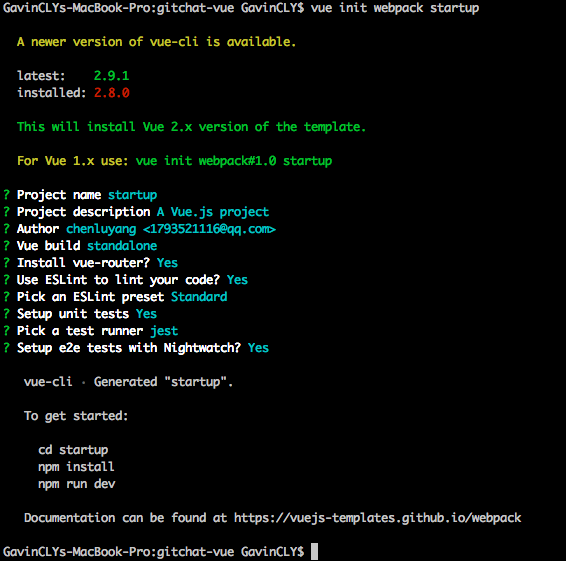 GavinCLYs-MacBook-Pro:gitchat-vue GavinCLY$ vue init webpack startup
A newer version of vue-cli is available.
latest: 2.9.1
installed: 2.8.0
This will install Vue 2.x version of the template.
For Vue 1.x use: vue init webpack#1.0 startup
? Project name startup
? Project description A Vue.js project
? Author chenluyang <1793521116@qq.com>
? Vue build standalone
? Install vue-router? Yes
? Use ESLint to lint your code? Yes
? Pick an ESLint preset Standard
? Setup unit tests Yes
? Pick a test runner jest
? Setup e2e tests with Nightwatch? Yes
vue-cli · Generated "startup".
To get started:
cd startup
npm install
npm run dev
Documentation can be found at https://vuejs-templates.github.io/webpack
GavinCLYs-MacBook-Pro:gitchat-vue GavinCLY$